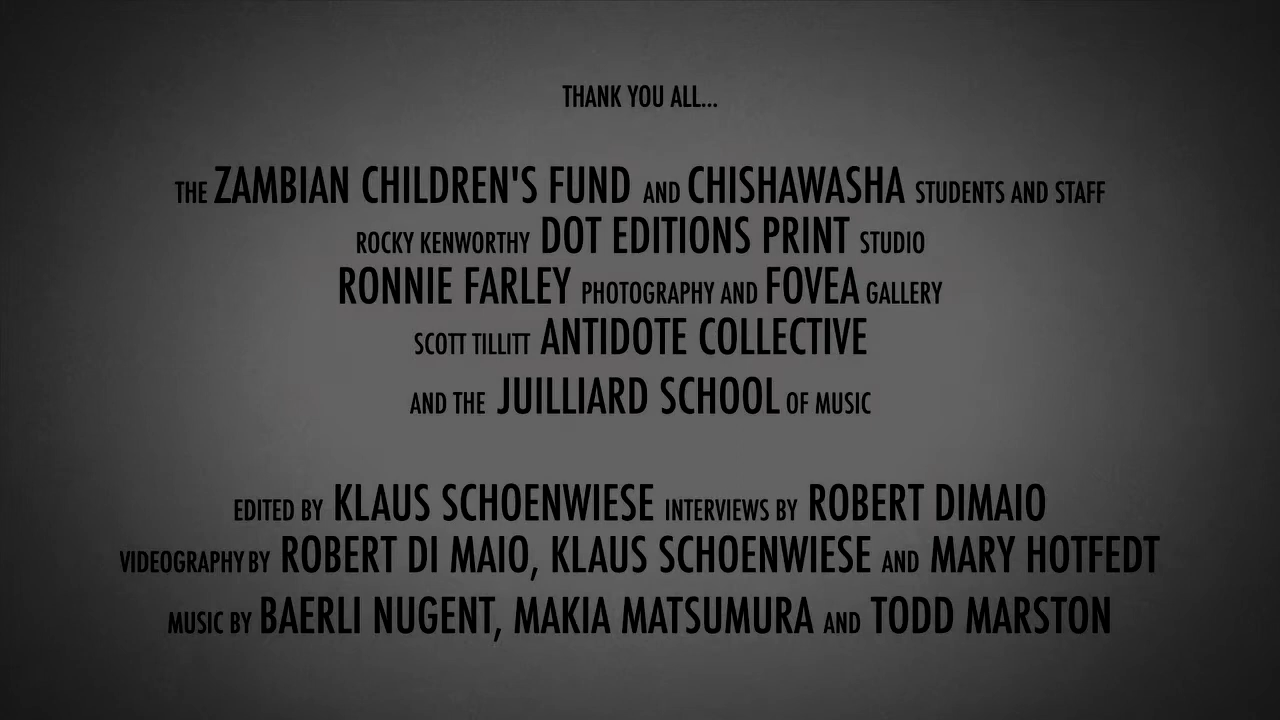 THANK YOU ALL...
THE ZAMBIAN CHILDREN'S FUND AND CHISHAWASHA STUDENTS AND STAFF
ROCKY KENWORTHY DOT EDITIONS PRINT STUDIO
RONNIE FARLEY PHOTOGRAPHY AND FOVEA GALLERY
SCOTT TILLITT ANTIDOTE COLLECTIVE
AND THE JUILLIARD SCHOOL OF MUSIC
EDITED BY KLAUS SCHOENWIESE INTERVIEWS BY ROBERT DIMAIO
VIDEOGRAPHY BY ROBERT DI MAIO, KLAUS SCHOENWIESE AND MARY HOTFEDT
MUSIC BY BAERLI NUGENT, MAKIA MATSUMURA AND TODD MARSTON